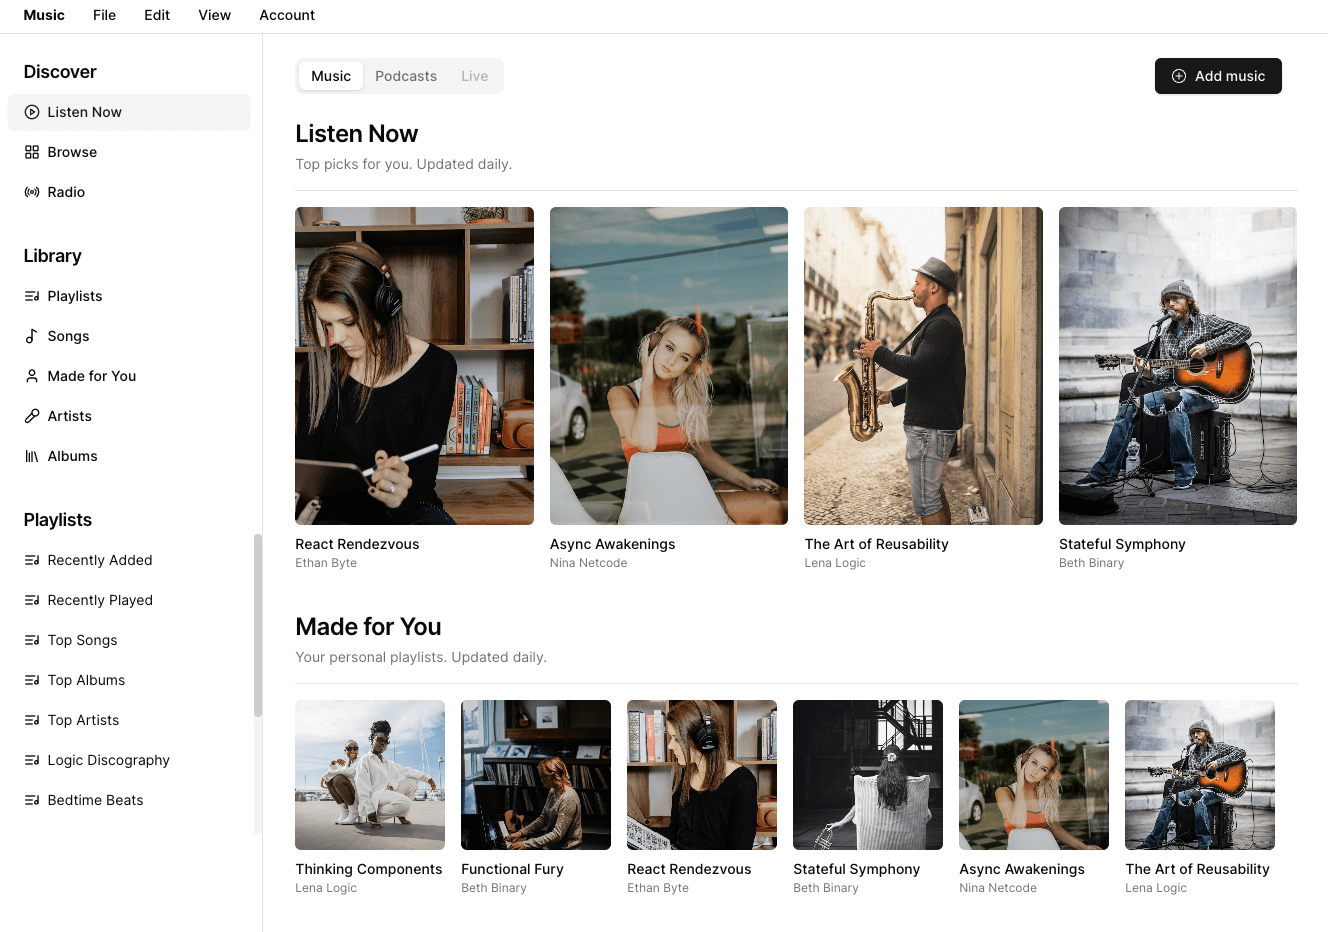 Music File Edit View Account
Discover
Listen Now
Browse
Radio
Library
Playlists
Songs
Made for You
Artists
Albums
Playlists
Recently Added
Recently Played
Top Songs
Top Albums
Top Artists
Logic Discography
Bedtime Beats
Music Podcasts Live
Add music
Listen Now
Top picks for you. Updated daily.
React Rendezvous
Ethan Byte
Async Awakenings
Nina Netcode
The Art of Reusability
Lena Logic
Stateful Symphony
Beth Binary
Made for You
Your personal playlists. Updated daily.
Thinking Components
Lena Logic
Functional Fury
Beth Binary
React Rendezvous
Ethan Byte
Stateful Symphony
Beth Binary
Async Awakenings
Nina Netcode
The Art of Reusability
Lena Logic